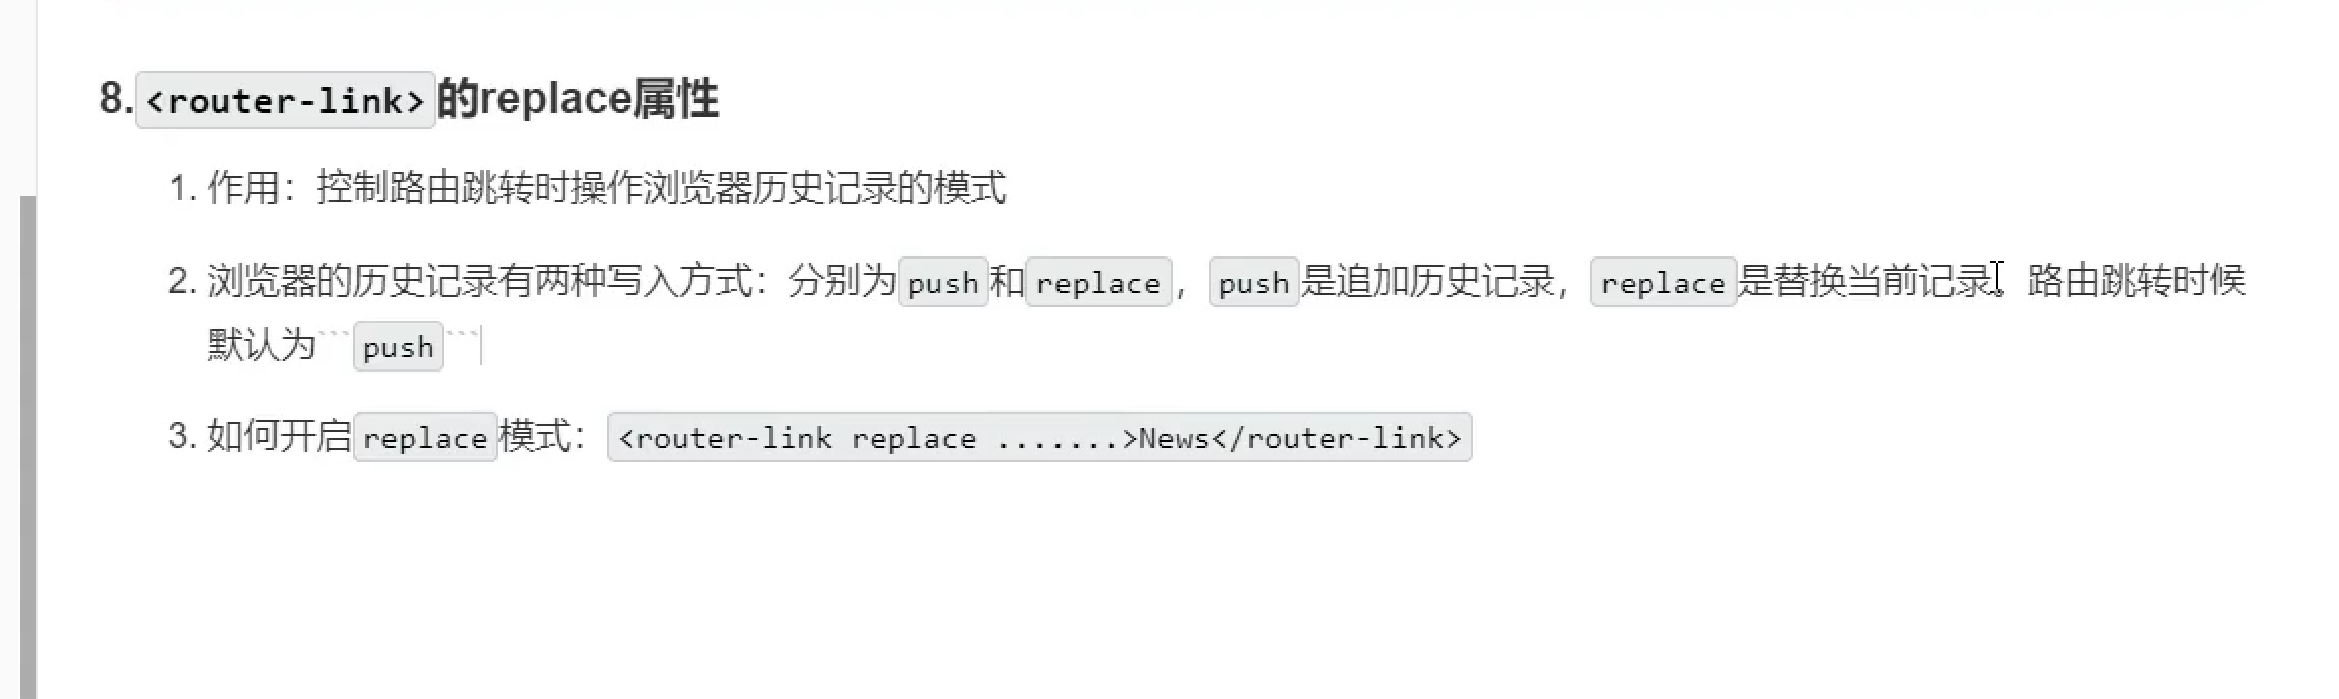 8.<router-link>的replace属性
1. 作用：控制路由跳转时操作浏览器历史记录的模式
2. 浏览器的历史记录有两种写入方式：分别为push和replace，push是追加历史记录，replace是替换当前记录。路由跳转时候
默认为```push```
3. 如何开启replace模式：<router-link replace .......>News</router-link>